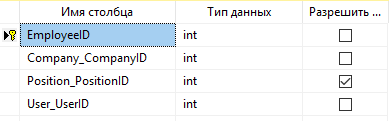 Имя столбца Тип данных Разрешить ...
EmployeeID int
Company_CompanyID int
Position_PositionID int
User_UserID int